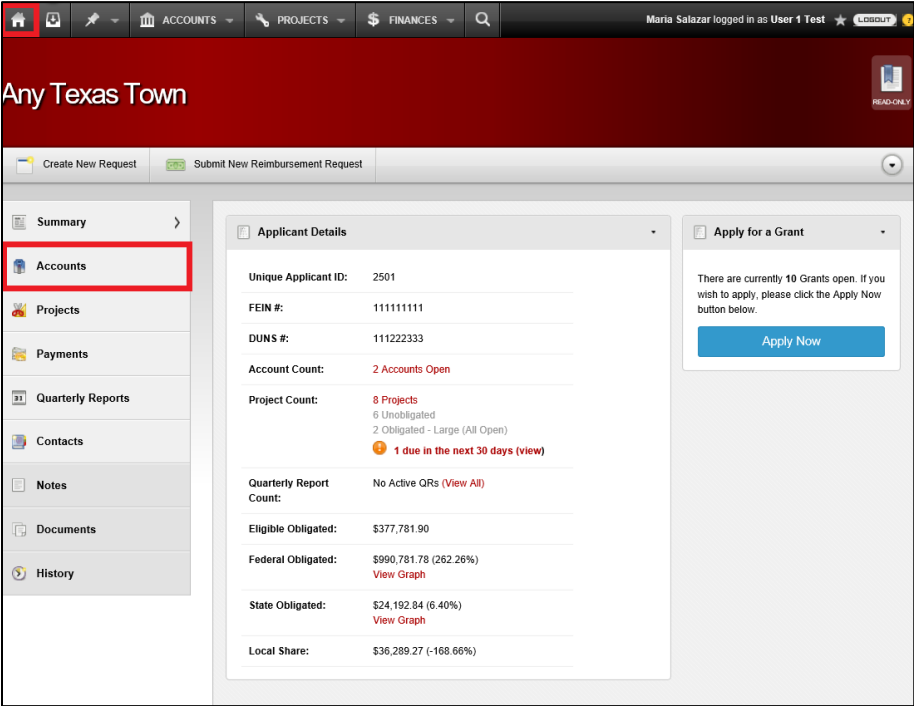 ACCOUNTS PROJECTS $ FINANCES Maria Salazar logged in as User 1 Test LOGOUT ?
Any Texas Town
READ-ONLY
Create New Request Submit New Reimbursement Request
Summary
Accounts
Projects
Payments
31 Quarterly Reports
Contacts
Notes
Documents
History
Applicant Details
Unique Applicant ID: 2501
FEIN #: 111111111
DUNS #: 111222333
Account Count: 2 Accounts Open
Project Count: 8 Projects
6 Unobligated
2 Obligated - Large (All Open)
! 1 due in the next 30 days (view)
Quarterly Report No Active QRs (View All)
Count:
Eligible Obligated: $377,781.90
Federal Obligated: $990,781.78 (262.26%)
View Graph
State Obligated: $24,192.84 (6.40%)
View Graph
Local Share: $36,289.27 (-168.66%)
Apply for a Grant
There are currently 10 Grants open. If you
wish to apply, please click the Apply Now
button below.
Apply Now